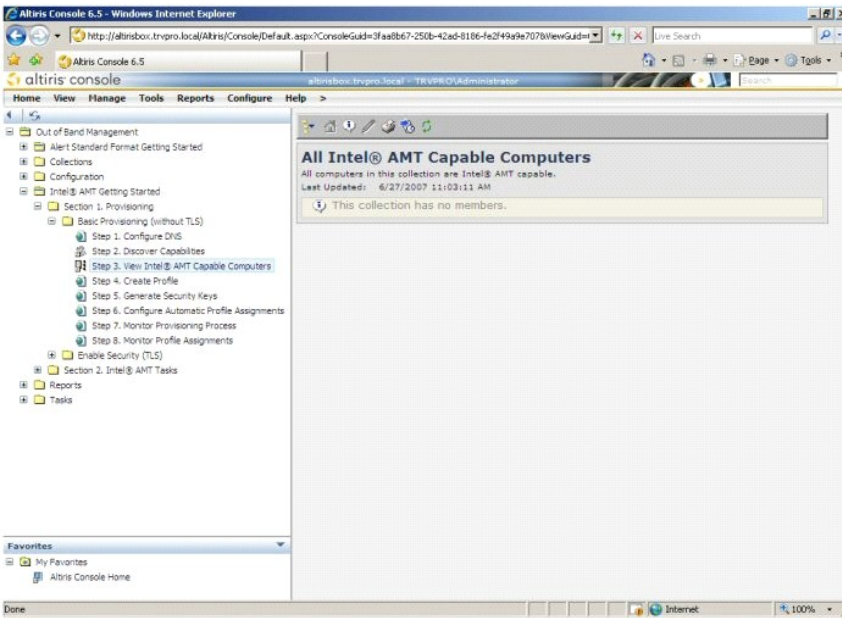 Altiris Console 6.5 - Windows Internet Explorer
http://altirisbox.trvpro.local/Altiris/Console/Default.aspx?ConsoleGuid=3faa8b67-250b-42ad-8186-fe2f49a9e707&ViewGuid=
Live Search
Altiris Console 6.5
Page
Tools
altiris console
altirisbox.trvpro.local - TRVPRO\Administrator
Search
Home View Manage Tools Reports Configure Help >
Out of Band Management
Alert Standard Format Getting Started
Collections
Configuration
Intel® AMT Getting Started
Section 1. Provisioning
Basic Provisioning (without TLS)
Step 1. Configure DNS
Step 2. Discover Capabilities
Step 3. View Intel® AMT Capable Computers
Step 4. Create Profile
Step 5. Generate Security Keys
Step 6. Configure Automatic Profile Assignments
Step 7. Monitor Provisioning Process
Step 8. Monitor Profile Assignments
Enable Security (TLS)
Section 2. Intel® AMT Tasks
Reports
Tasks
All Intel® AMT Capable Computers
All computers in this collection are Intel® AMT capable.
Last Updated: 6/27/2007 11:03:11 AM
This collection has no members.
Favorites
My Favorites
Altiris Console Home
Done
Internet
100%